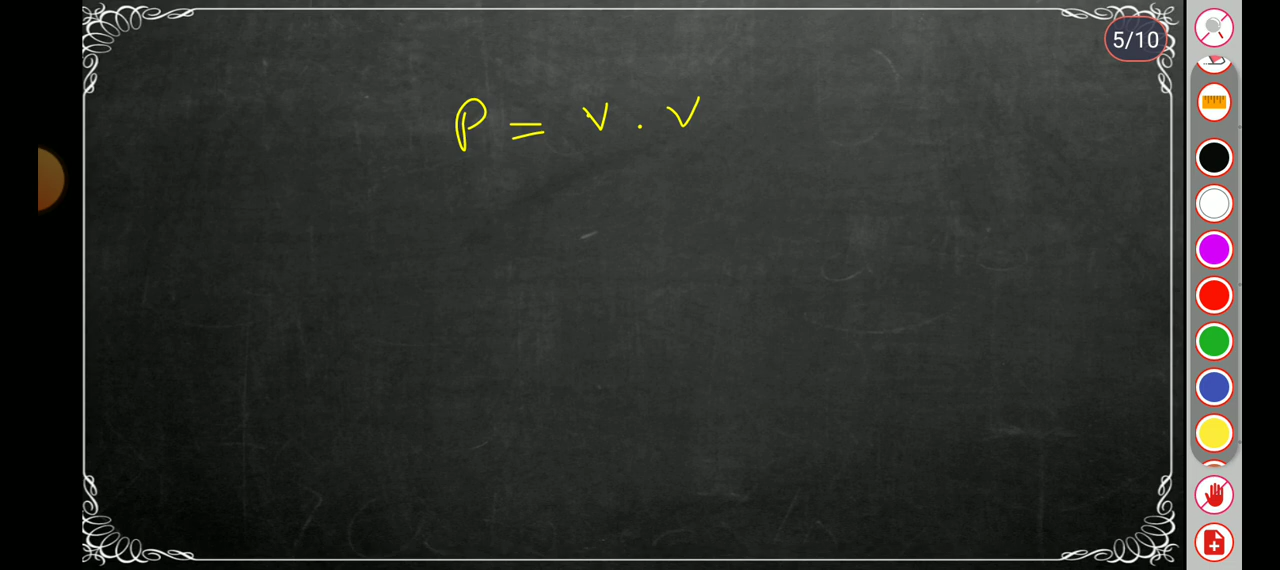 5/10
P = v . v